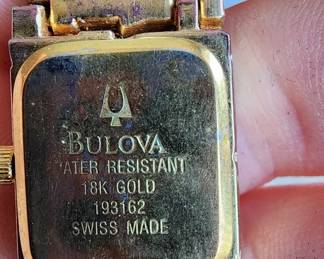 BULOVA
'ATER RESISTANT
18K GOLD
193162
SWISS MADE